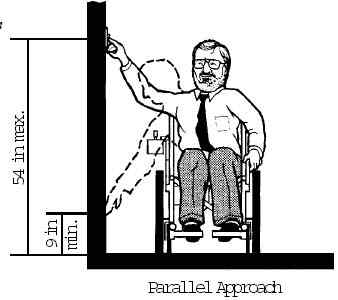 54 in max.
9 in
min.
Parallel Approach